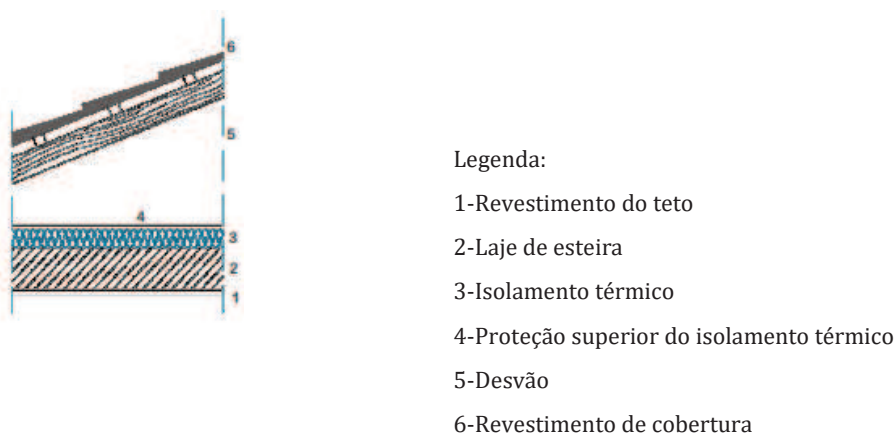 6
5
4
3
2
1
Legenda:
1-Revestimento do teto
2-Laje de esteira
3-Isolamento térmico
4-Proteção superior do isolamento térmico
5-Desvão
6-Revestimento de cobertura